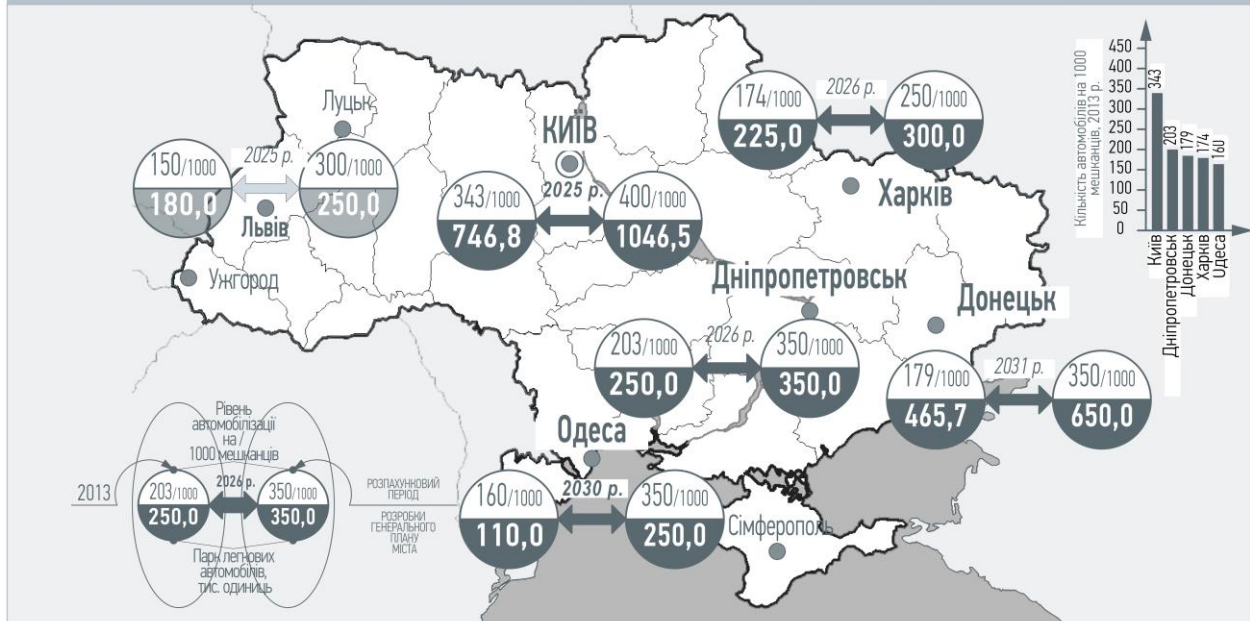 Луцьк
150/1000
180,0
2025 р.
300/1000
250,0
Львів
Ужгород
КИЇВ
343/1000
746,8
2025 р.
400/1000
1046,5
174/1000
225,0
2026 р.
250/1000
300,0
Харків
Дніпропетровськ
203/1000
250,0
2026 р.
350/1000
350,0
Донецьк
179/1000
465,7
2031 р.
350/1000
650,0
Одеса
160/1000
110,0
2030 р.
350/1000
250,0
Сімферополь
Рівень
автомобілізації
на /
1000 мешканців
2013
203/1000
250,0
2026 р.
350/1000
350,0
Парк легкових
автомобілів,
тис. одиниць
РОЗПАХУНКОВИЙ
ПЕРІОД
РОЗРОБКИ
ГЕНЕРАЛЬНОГО
ПЛАНУ
МІСТА
Кількість автомобілів на 1000
мешканців, 2013 р.
450
400
350
300
250
200
150
100
50
0
343
203
179
174
160
Київ
Дніпропетровськ
Донецьк
Харків
Одеса